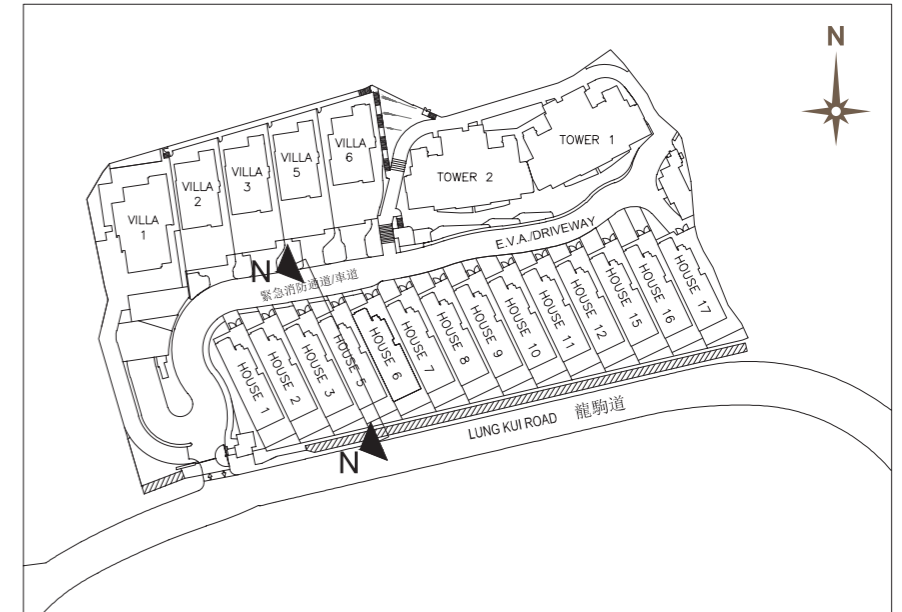 N
TOWER 1
TOWER 2
VILLA
6
VILLA
5
VILLA
3
VILLA
2
VILLA
1
E.V.A./DRIVEWAY
緊急消防通道/車道
N
HOUSE 1
HOUSE 2
HOUSE 3
HOUSE 5
HOUSE 6
HOUSE 7
HOUSE 8
HOUSE 9
HOUSE 10
HOUSE 11
HOUSE 12
HOUSE 15
HOUSE 16
HOUSE 17
LUNG KUI ROAD 龍駒道
N